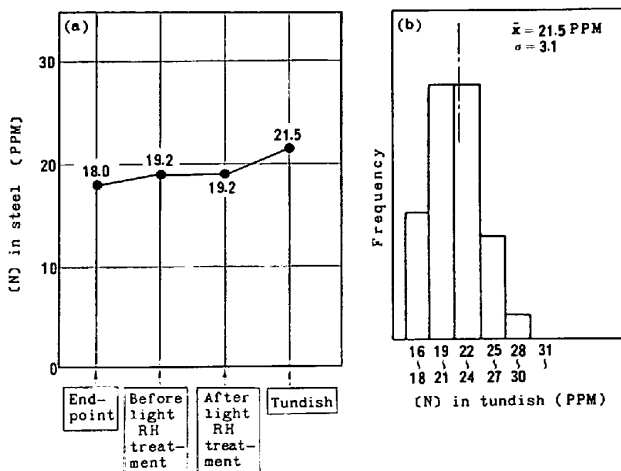 (a)
[N] in steel (PPM)
30
20
10
0
18.0
19.2
19.2
21.5
End-
point
Before
light
RH
treat-
ment
After
light
RH
treat-
ment
Tundish
(b)
x̄ = 21.5 PPM
σ = 3.1
Frequency
16 19 22 25 28 31
∫ ∫ ∫ ∫ ∫ ∫
18 21 24 27 30
[N] in tundish (PPM)